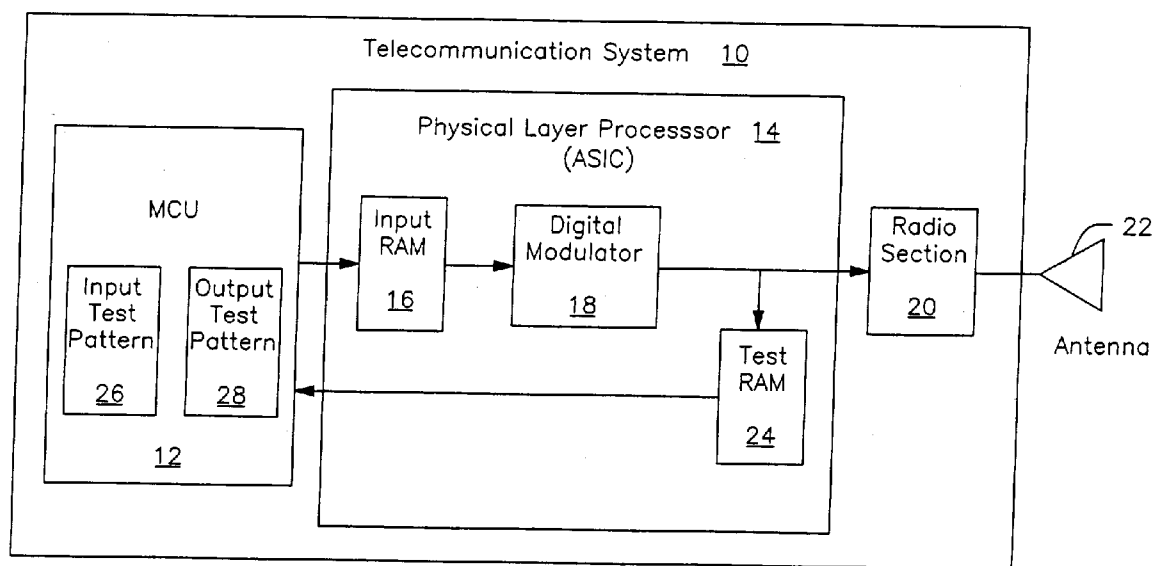 Telecommunication System 10
Physical Layer Processsor 14
(ASIC)
MCU
Input
Test
Pattern
26
Output
Test
Pattern
28
12
Input
RAM
16
Digital
Modulator
18
Test
RAM
24
Radio
Section
20
22
Antenna